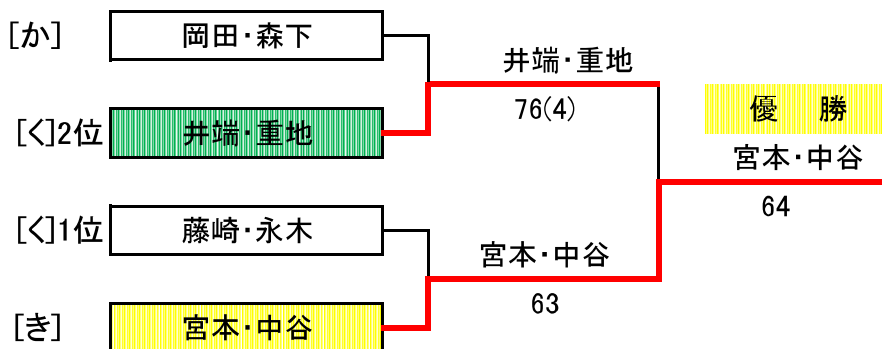 [か] 岡田・森下
井端・重地
76(4)
[く]2位 井端・重地
優　勝
宮本・中谷
64
[く]1位 藤崎・永木
宮本・中谷
63
[き] 宮本・中谷